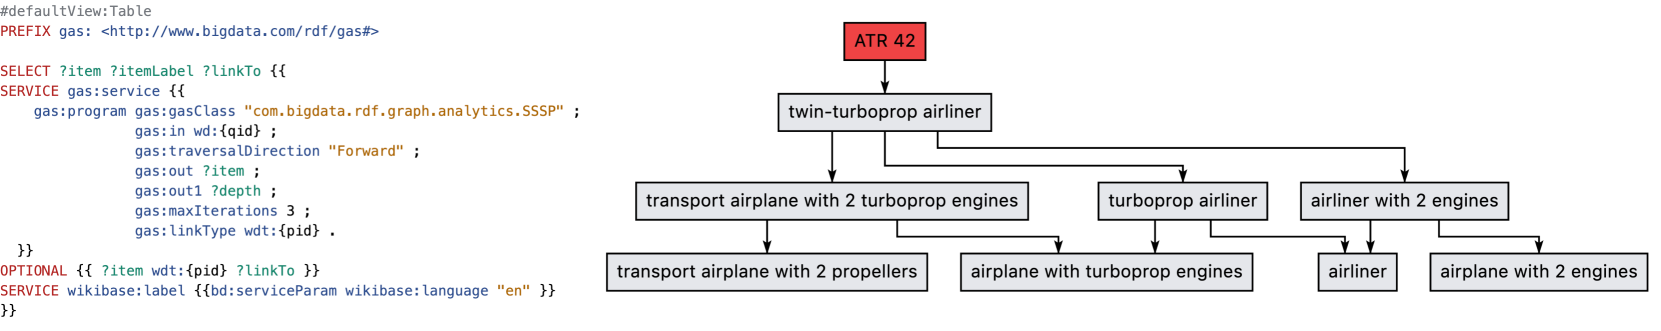 #defaultView:Table
PREFIX gas: <http://www.bigdata.com/rdf/gas#>
SELECT ?item ?itemLabel ?linkTo {{
SERVICE gas:service {{
gas:program gas:gasClass "com.bigdata.rdf.graph.analytics.SSSP" ;
gas:in wd:{qid} ;
gas:traversalDirection "Forward" ;
gas:out ?item ;
gas:out1 ?depth ;
gas:maxIterations 3 ;
gas:linkType wdt:{pid} .
}}
OPTIONAL {{ ?item wdt:{pid} ?linkTo }}
SERVICE wikibase:label {{bd:serviceParam wikibase:language "en" }}
}}
ATR 42
twin-turboprop airliner
transport airplane with 2 turboprop engines
turboprop airliner
airliner with 2 engines
transport airplane with 2 propellers
airplane with turboprop engines
airliner
airplane with 2 engines